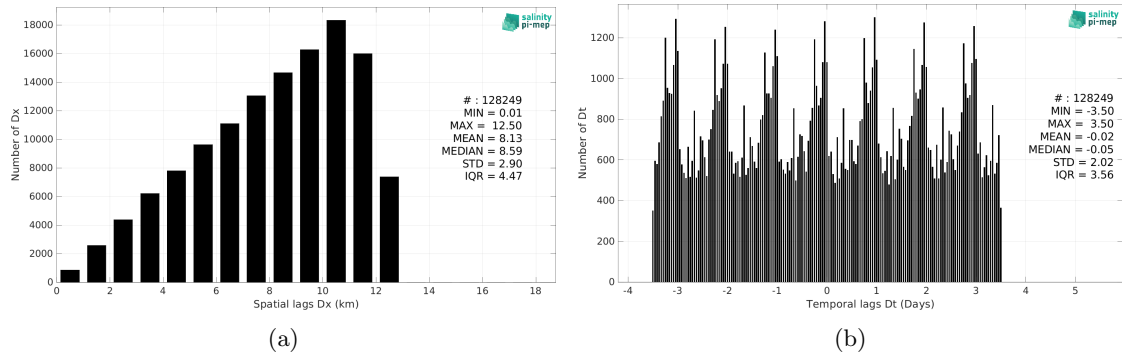 18000
16000
14000
12000
10000
8000
6000
4000
2000
0
Number of Dx
0 2 4 6 8 10 12 14 16 18
Spatial lags Dx (km)
salinity
pi-mep
# : 128249
MIN = 0.01
MAX = 12.50
MEAN = 8.13
MEDIAN = 8.59
STD = 2.90
IQR = 4.47
(a)
1200
1000
800
600
400
200
0
Number of Dt
-4 -3 -2 -1 0 1 2 3 4 5
Temporal lags Dt (Days)
salinity
pi-mep
# : 128249
MIN = -3.50
MAX = 3.50
MEAN = -0.02
MEDIAN = -0.05
STD = 2.02
IQR = 3.56
(b)